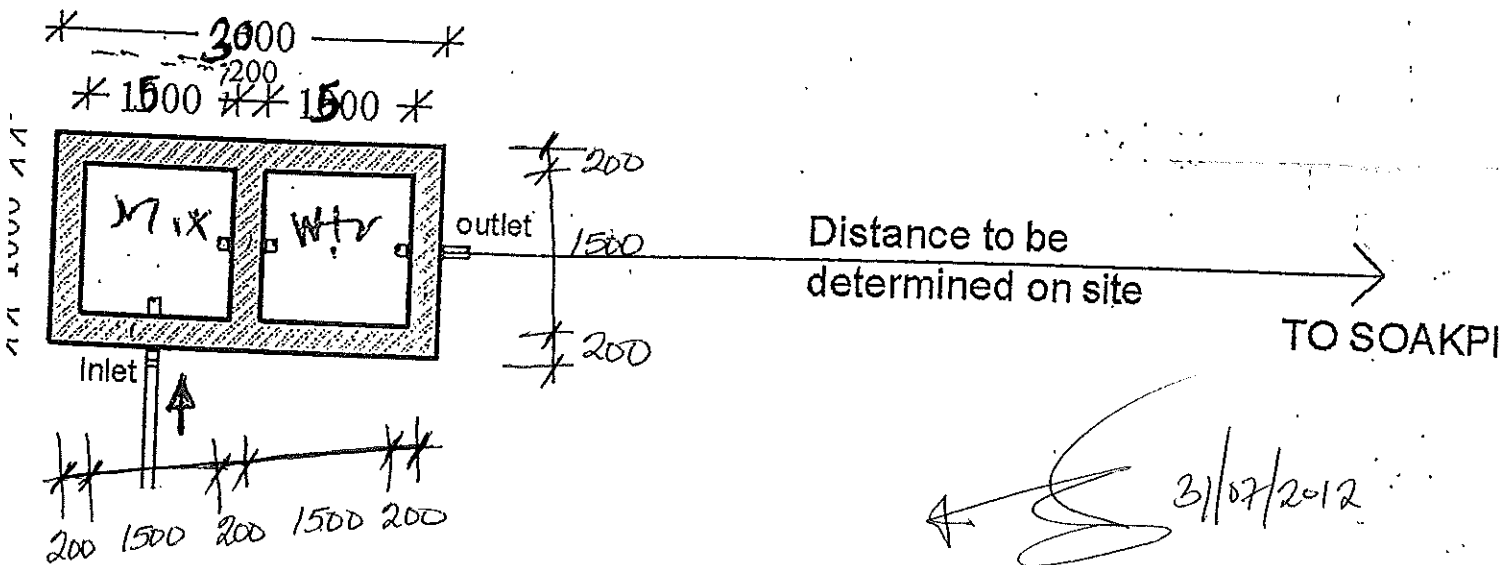 3000
200
1500 1500
Mix
Wtr
outlet
200
1500
200
Distance to be
determined on site
TO SOAKPI
Inlet
200 1500 200 1500 200
31/07/2012